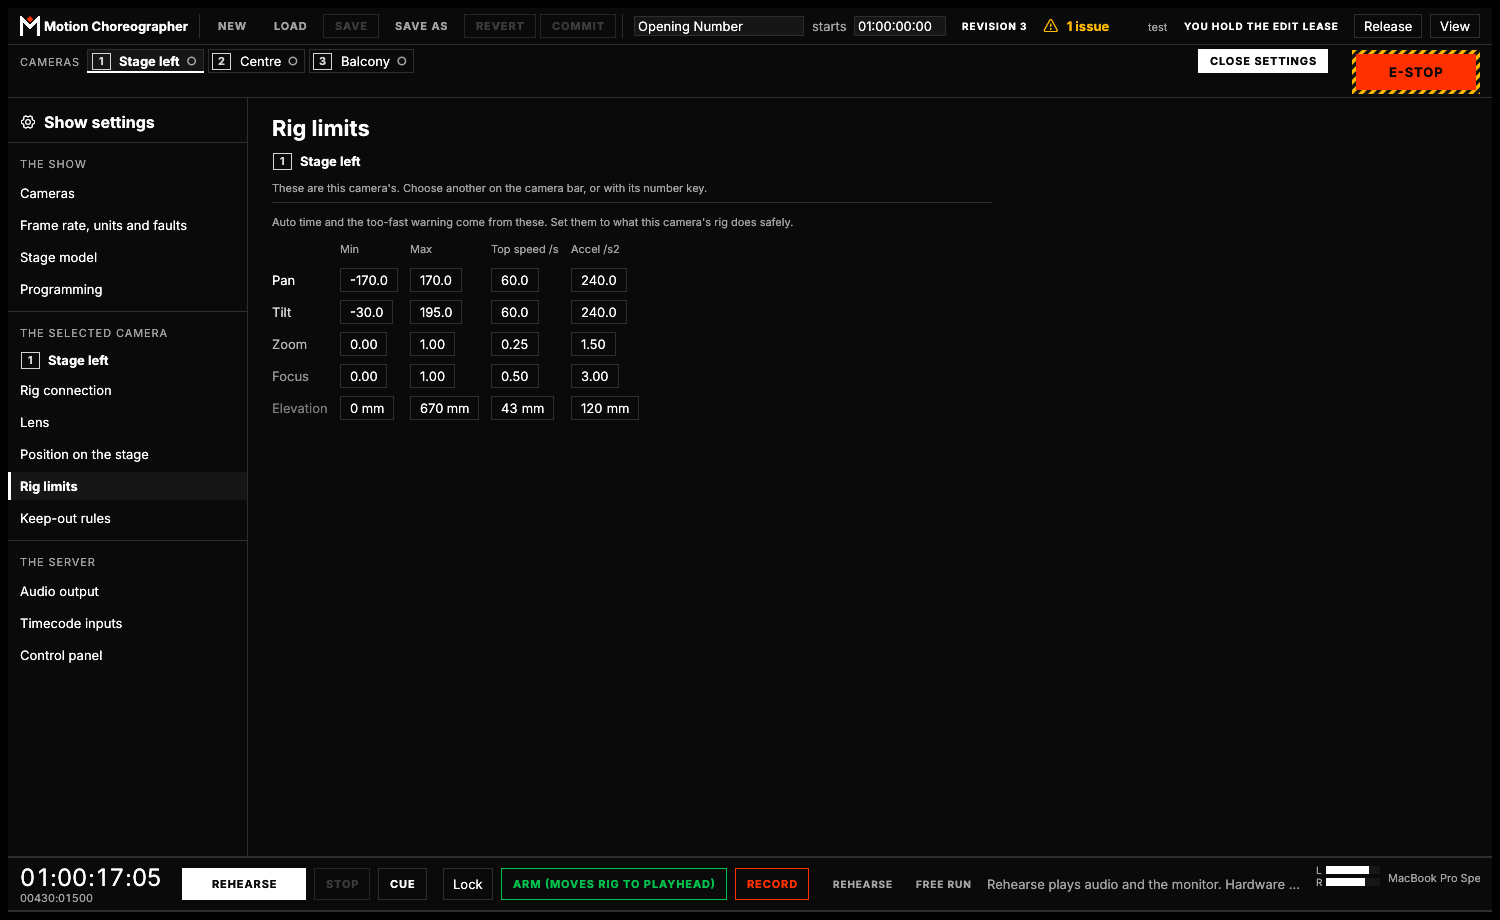 Motion Choreographer NEW LOAD SAVE SAVE AS REVERT COMMIT Opening Number starts 01:00:00:00 REVISION 3 1 issue test YOU HOLD THE EDIT LEASE Release View
CAMERAS 1 Stage left 2 Centre 3 Balcony CLOSE SETTINGS E-STOP
Show settings
THE SHOW
Cameras
Frame rate, units and faults
Stage model
Programming
THE SELECTED CAMERA
1 Stage left
Rig connection
Lens
Position on the stage
Rig limits
Keep-out rules
THE SERVER
Audio output
Timecode inputs
Control panel
Rig limits
1 Stage left
These are this camera's. Choose another on the camera bar, or with its number key.
Auto time and the too-fast warning come from these. Set them to what this camera's rig does safely.
Min Max Top speed /s Accel /s2
Pan -170.0 170.0 60.0 240.0
Tilt -30.0 195.0 60.0 240.0
Zoom 0.00 1.00 0.25 1.50
Focus 0.00 1.00 0.50 3.00
Elevation 0 mm 670 mm 43 mm 120 mm
01:00:17:05
00430:01500
REHEARSE STOP CUE Lock ARM (MOVES RIG TO PLAYHEAD) RECORD REHEARSE FREE RUN Rehearse plays audio and the monitor. Hardware ... L R MacBook Pro Spe